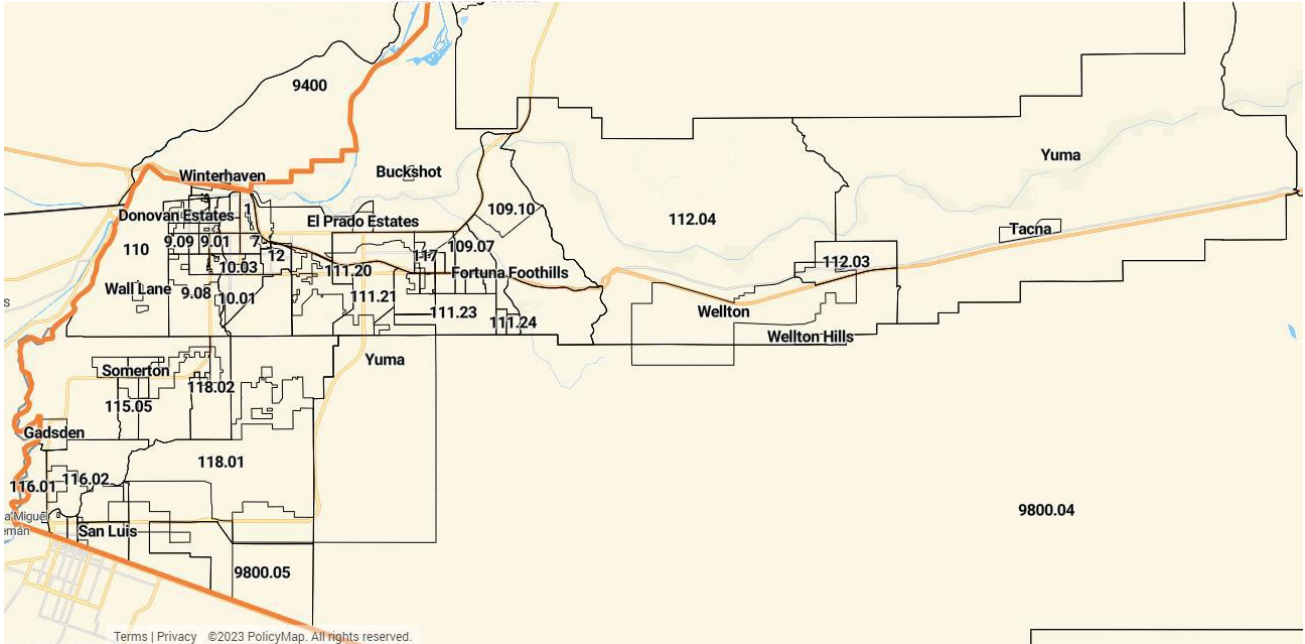 9400
Winterhaven
Buckshot
Yuma
Donovan Estates
1
El Prado Estates
109.10
112.04
Tacna
110
9.09
9.01
7
12
117
109.07
10.03
111.20
Fortuna Foothills
112.03
Wall Lane
9.08
10.01
111.21
111.23
111.24
Wellton
Wellton Hills
Yuma
Somerton
118.02
115.05
Gadsden
118.01
116.01
116.02
9800.04
a Miguel
emán
San Luis
9800.05
Terms | Privacy ©2023 PolicyMap. All rights reserved.